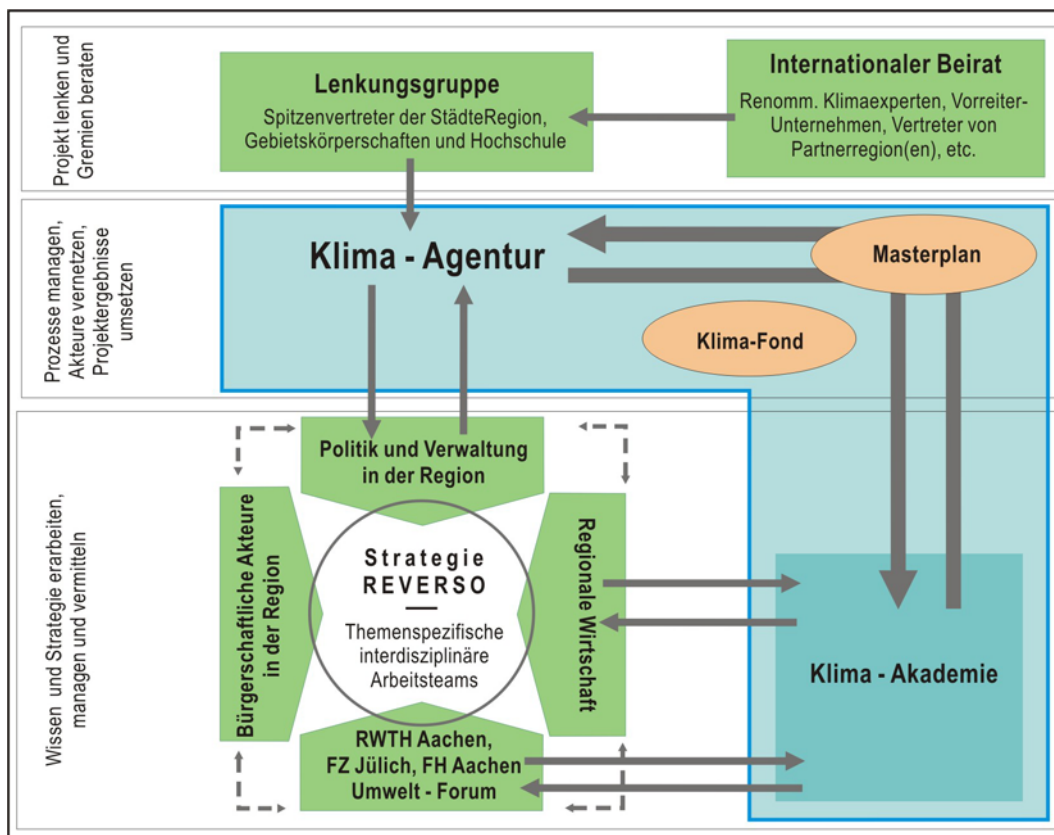 Projekt lenken und
Gremien beraten
Lenkungsgruppe
Spitzenvertreter der StädteRegion,
Gebietskörperschaften und Hochschule
Internationaler Beirat
Renomm. Klimaexperten, Vorreiter-
Unternehmen, Vertreter von
Partnerregion(en), etc.
Prozesse managen,
Akteure vernetzen,
Projektergebnisse
umsetzen
Klima - Agentur
Masterplan
Klima-Fond
Wissen und Strategie erarbeiten,
managen und vermitteln
Politik und Verwaltung
in der Region
Bürgerschaftliche Akteure
in der Region
Strategie
REVERSO
Themenspezifische
interdisziplinäre
Arbeitsteams
Regionale Wirtschaft
RWTH Aachen,
FZ Jülich, FH Aachen
Umwelt - Forum
Klima - Akademie